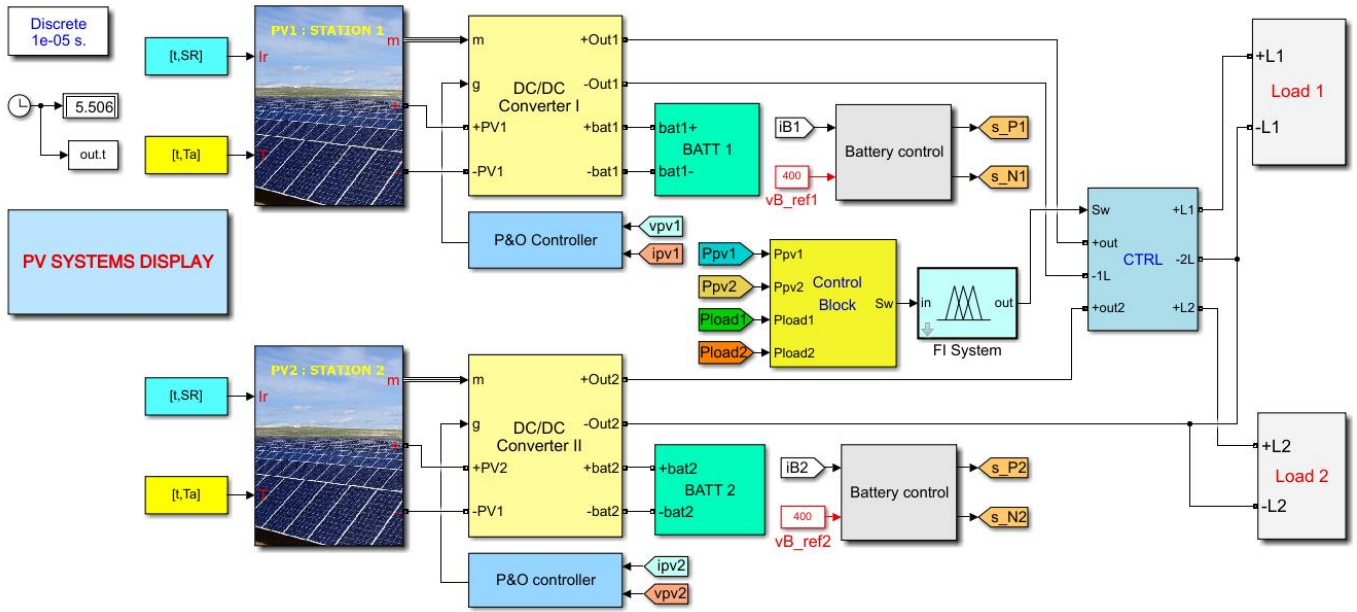 Discrete
1e-05 s.
5.506
out.t
PV SYSTEMS DISPLAY
[t,SR]
[t,Ta]
PV1 : STATION 1
m
Ir
+
T
-
m
g
+PV1
-PV1
DC/DC
Converter I
+Out1
-Out1
+bat1
-bat1
bat1+
BATT 1
bat1-
P&O Controller
vpv1
ipv1
iB1
400
vB_ref1
Battery control
s_P1
s_N1
Ppv1
Ppv2
Pload1
Pload2
Ppv1
Ppv2
Pload1
Pload2
Control
Block
Sw
in
out
FI System
Sw
+out
-1L
+out2
CTRL
+L1
-2L
+L2
+L1
Load 1
-L1
[t,SR]
[t,Ta]
PV2 : STATION 2
m
Ir
+
T
-
m
g
+PV2
-PV1
DC/DC
Converter II
+Out2
-Out2
+bat2
-bat2
+bat2
BATT 2
-bat2
P&O controller
ipv2
vpv2
iB2
400
vB_ref2
Battery control
s_P2
s_N2
+L2
Load 2
-L2